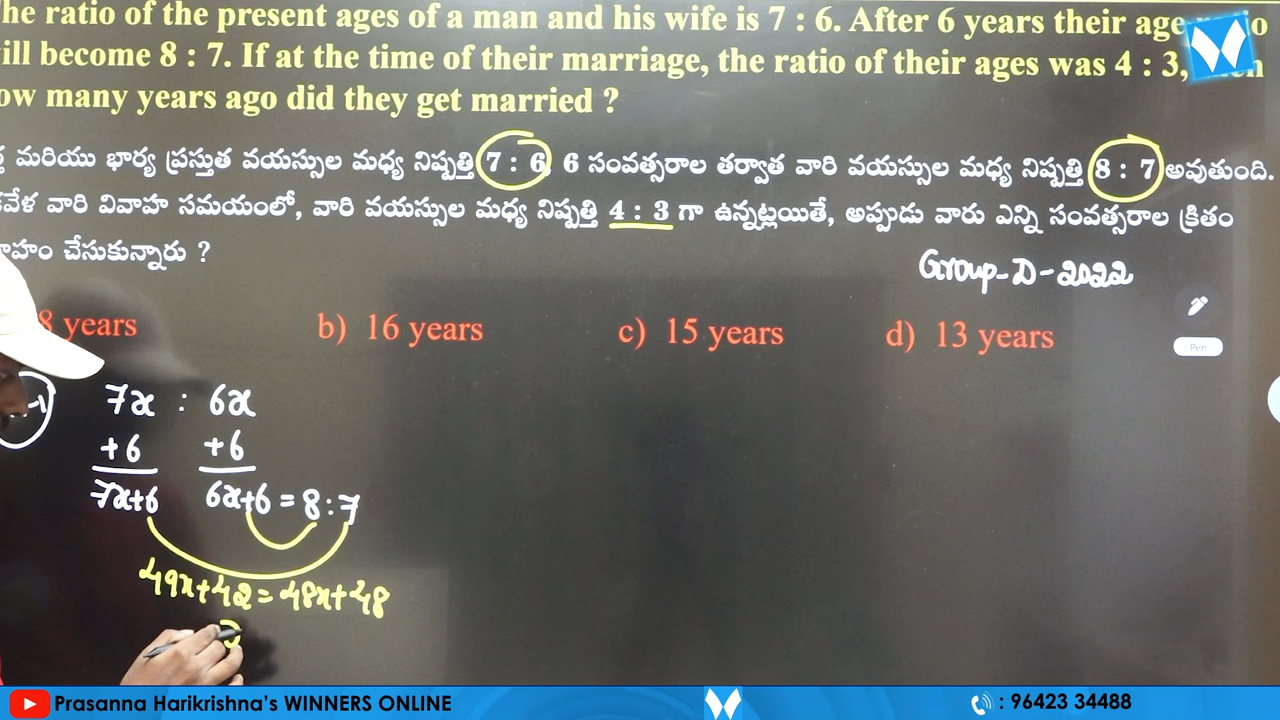 he ratio of the present ages of a man and his wife is 7 : 6. After 6 years their age
ill become 8 : 7. If at the time of their marriage, the ratio of their ages was 4 : 3,
ow many years ago did they get married ?
మరియు భార్య ప్రస్తుత వయస్సుల మధ్య నిష్పత్తి 7 : 6, 6 సంవత్సరాల తర్వాత వారి వయస్సుల మధ్య నిష్పత్తి 8 : 7 అవుతుంది.
వారి వివాహ సమయంలో, వారి వయస్సుల మధ్య నిష్పత్తి 4 : 3 గా ఉన్నట్లయితే, అప్పుడు వారు ఎన్ని సంవత్సరాల క్రితం
చేసుకున్నారు ?
Group-D-2022
8 years b) 16 years c) 15 years d) 13 years
Pen
7x : 6x
+6 +6
7x+6 6x+6 = 8:7
49x+42=48x+48
Prasanna Harikrishna's WINNERS ONLINE : 96423 34488